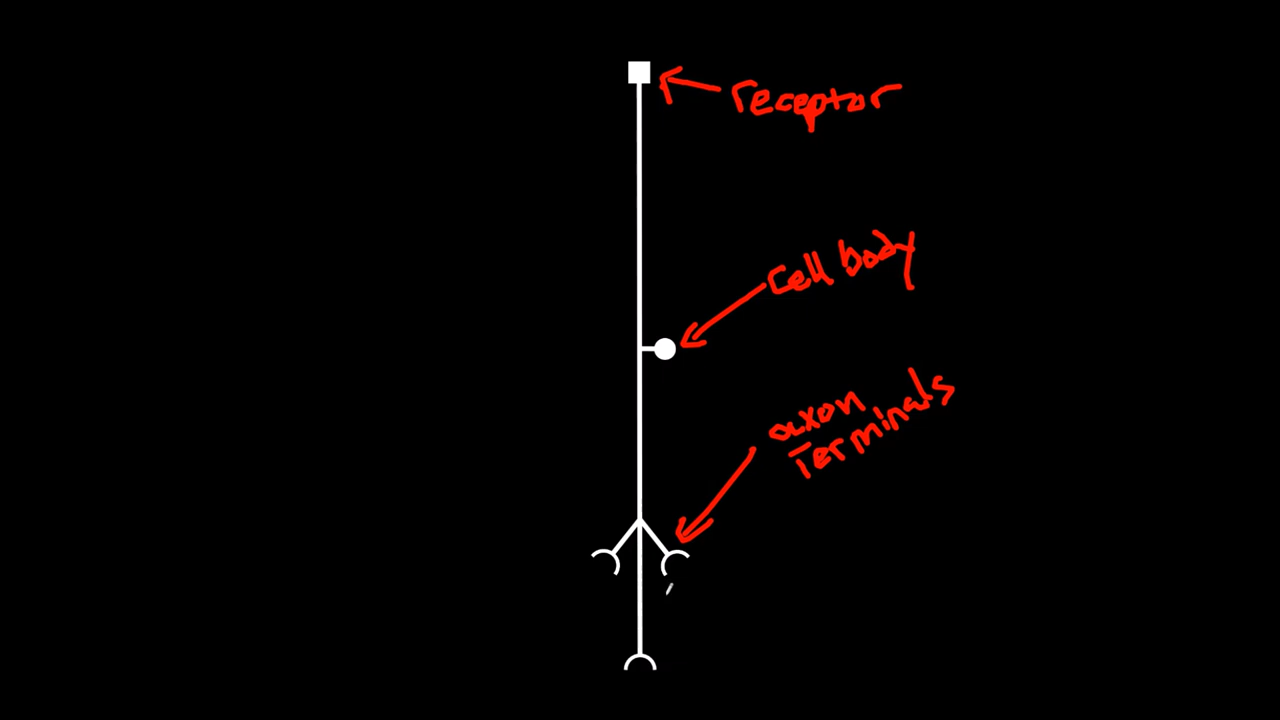 receptor
cell body
axon
Terminals